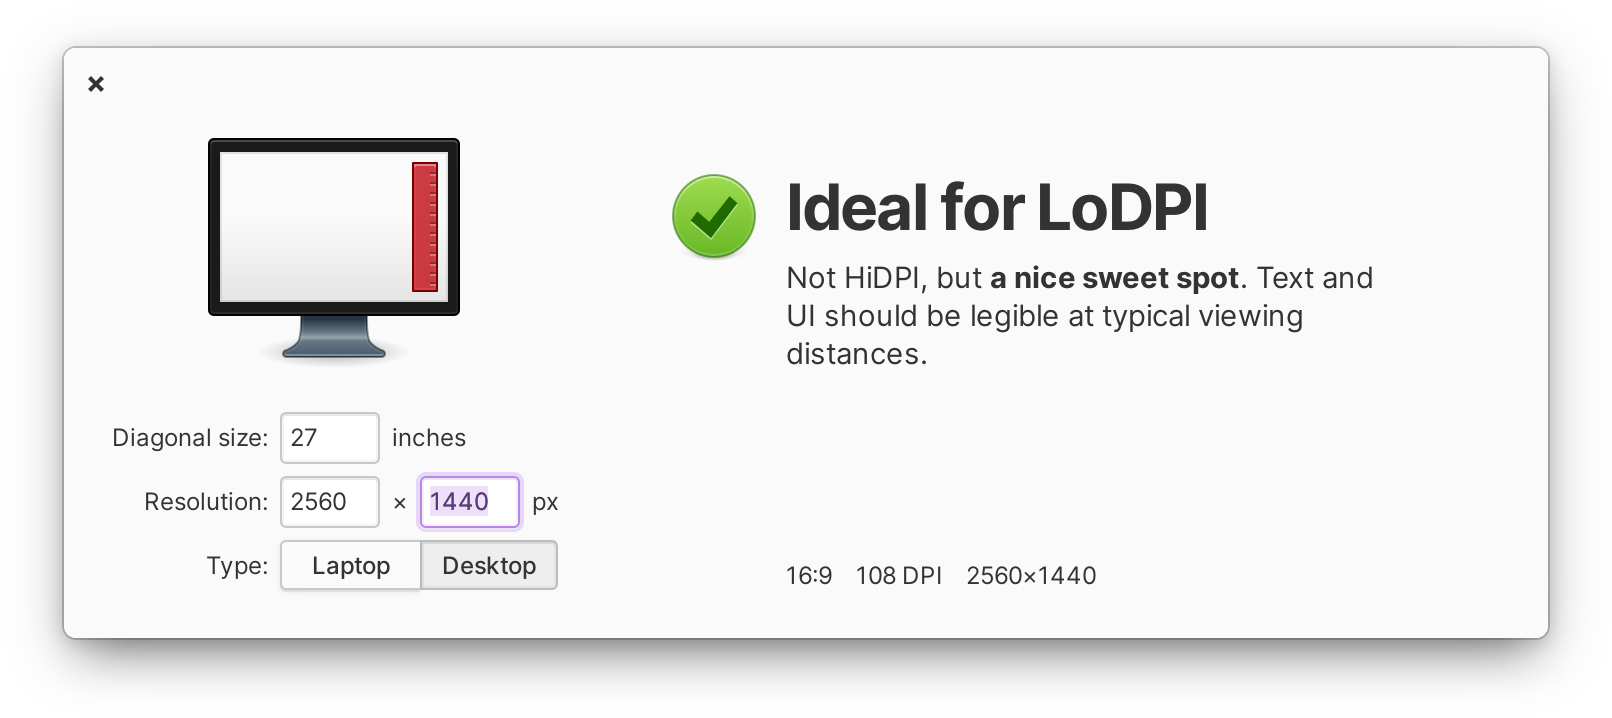 Ideal for LoDPI
Not HiDPI, but a nice sweet spot. Text and
UI should be legible at typical viewing
distances.
Diagonal size: 27 inches
Resolution: 2560 × 1440 px
Type: Laptop Desktop
16:9 108 DPI 2560×1440